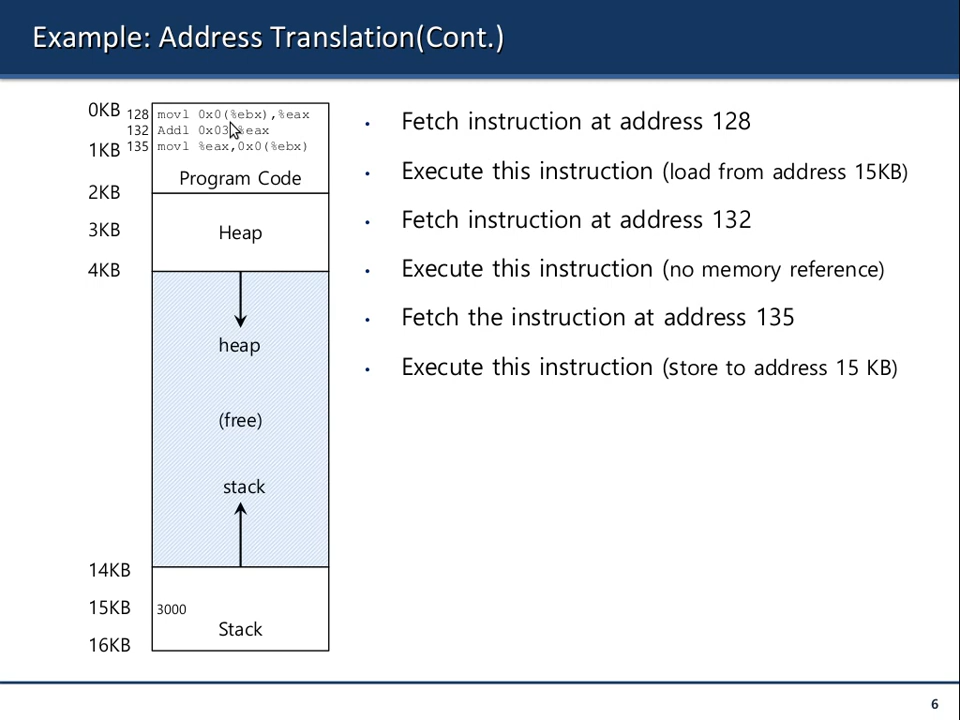 Example: Address Translation(Cont.)
0KB
128 movl 0x0(%ebx),%eax
132 Addl 0x03 %eax
1KB
135 movl %eax,0x0(%ebx)
Program Code
2KB
3KB
Heap
4KB
heap
(free)
stack
14KB
15KB
3000
Stack
16KB
• Fetch instruction at address 128
• Execute this instruction (load from address 15KB)
• Fetch instruction at address 132
• Execute this instruction (no memory reference)
• Fetch the instruction at address 135
• Execute this instruction (store to address 15 KB)
6